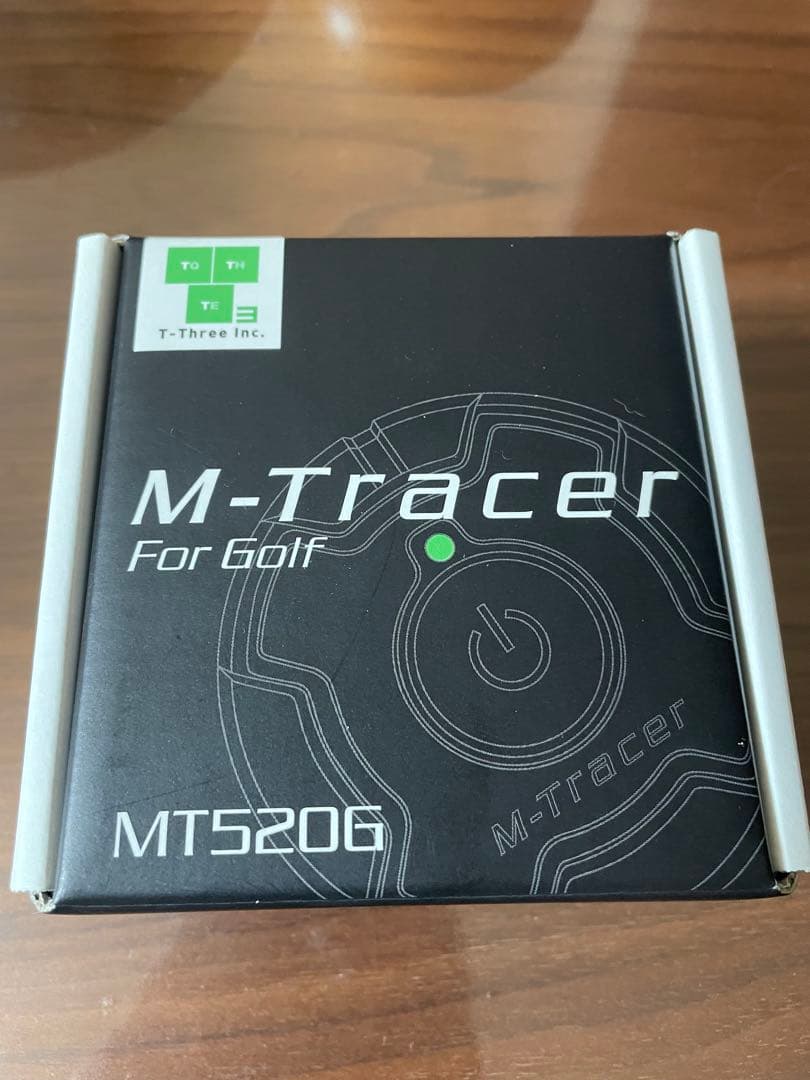 TO TH
TE 3
T-Three Inc.
M-Tracer
For Golf
M-Tracer
MT520G